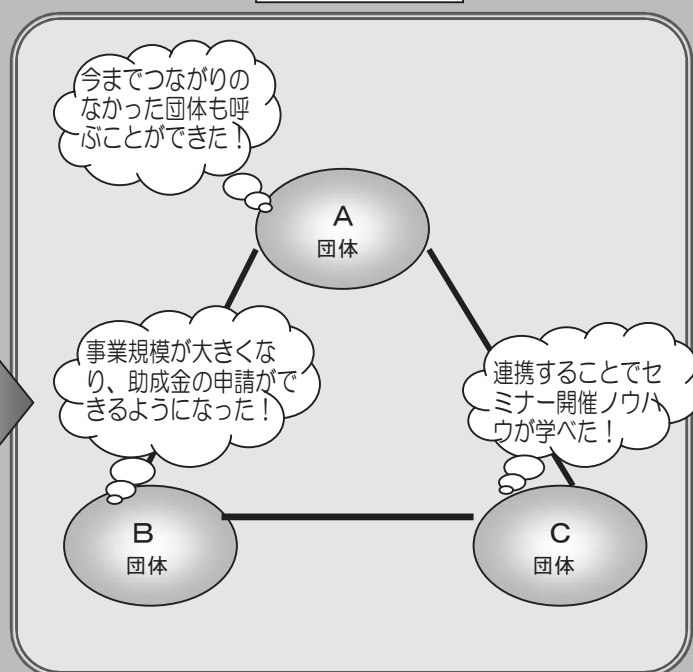 今までつながりの
なかった団体も呼
ぶことができた！
A
団体
事業規模が大きくな
り、助成金の申請がで
きるようになった！
連携することでセ
ミナー開催ノウハ
ウが学べた！
B
団体
C
団体